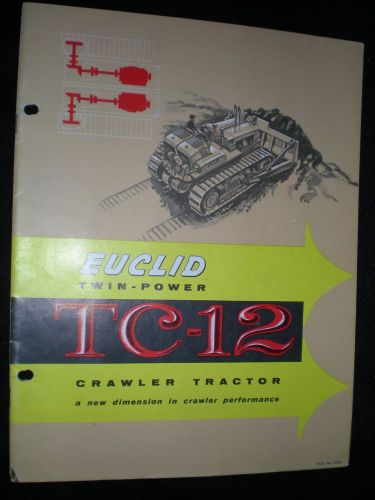 EUCLID
TWIN-POWER
TC-12
CRAWLER TRACTOR
a new dimension in crawler performance